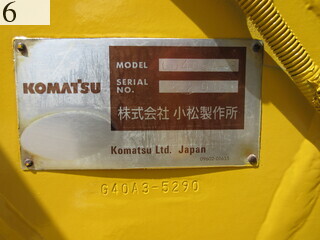 6
KOMATSU
MODEL
SERIAL
NO.
株式会社 小松製作所
Komatsu Ltd. Japan
G40A3-5290